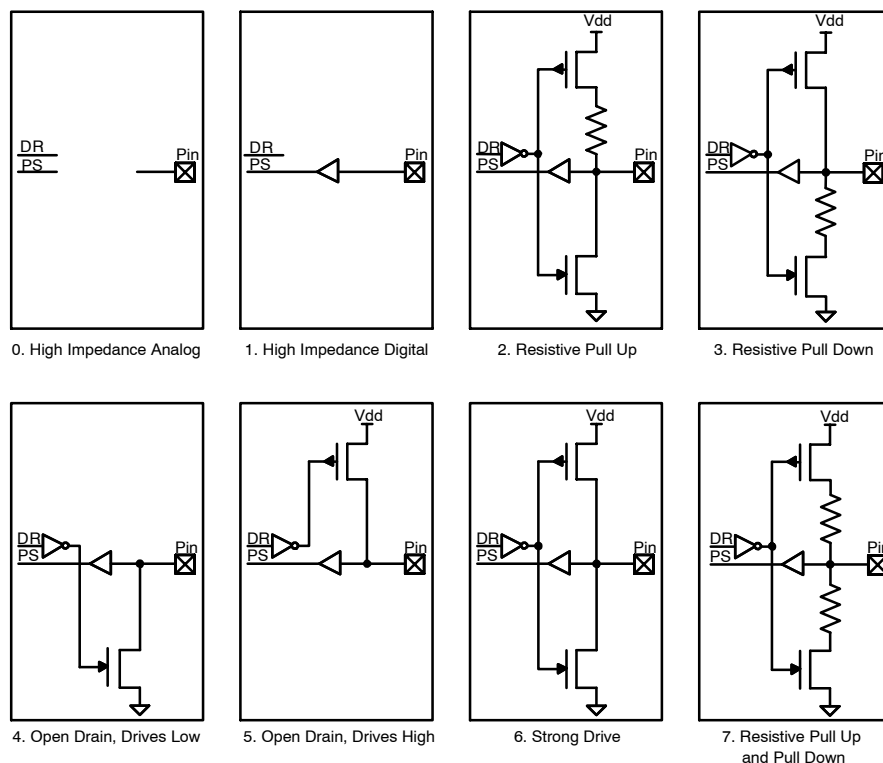 Vdd
Vdd
DR
PS
Pin
DR
PS
Pin
DR
PS
Pin
DR
PS
Pin
0. High Impedance Analog
1. High Impedance Digital
2. Resistive Pull Up
3. Resistive Pull Down
Vdd
Vdd
Vdd
DR
PS
Pin
DR
PS
Pin
DR
PS
Pin
DR
PS
Pin
4. Open Drain, Drives Low
5. Open Drain, Drives High
6. Strong Drive
7. Resistive Pull Up
and Pull Down